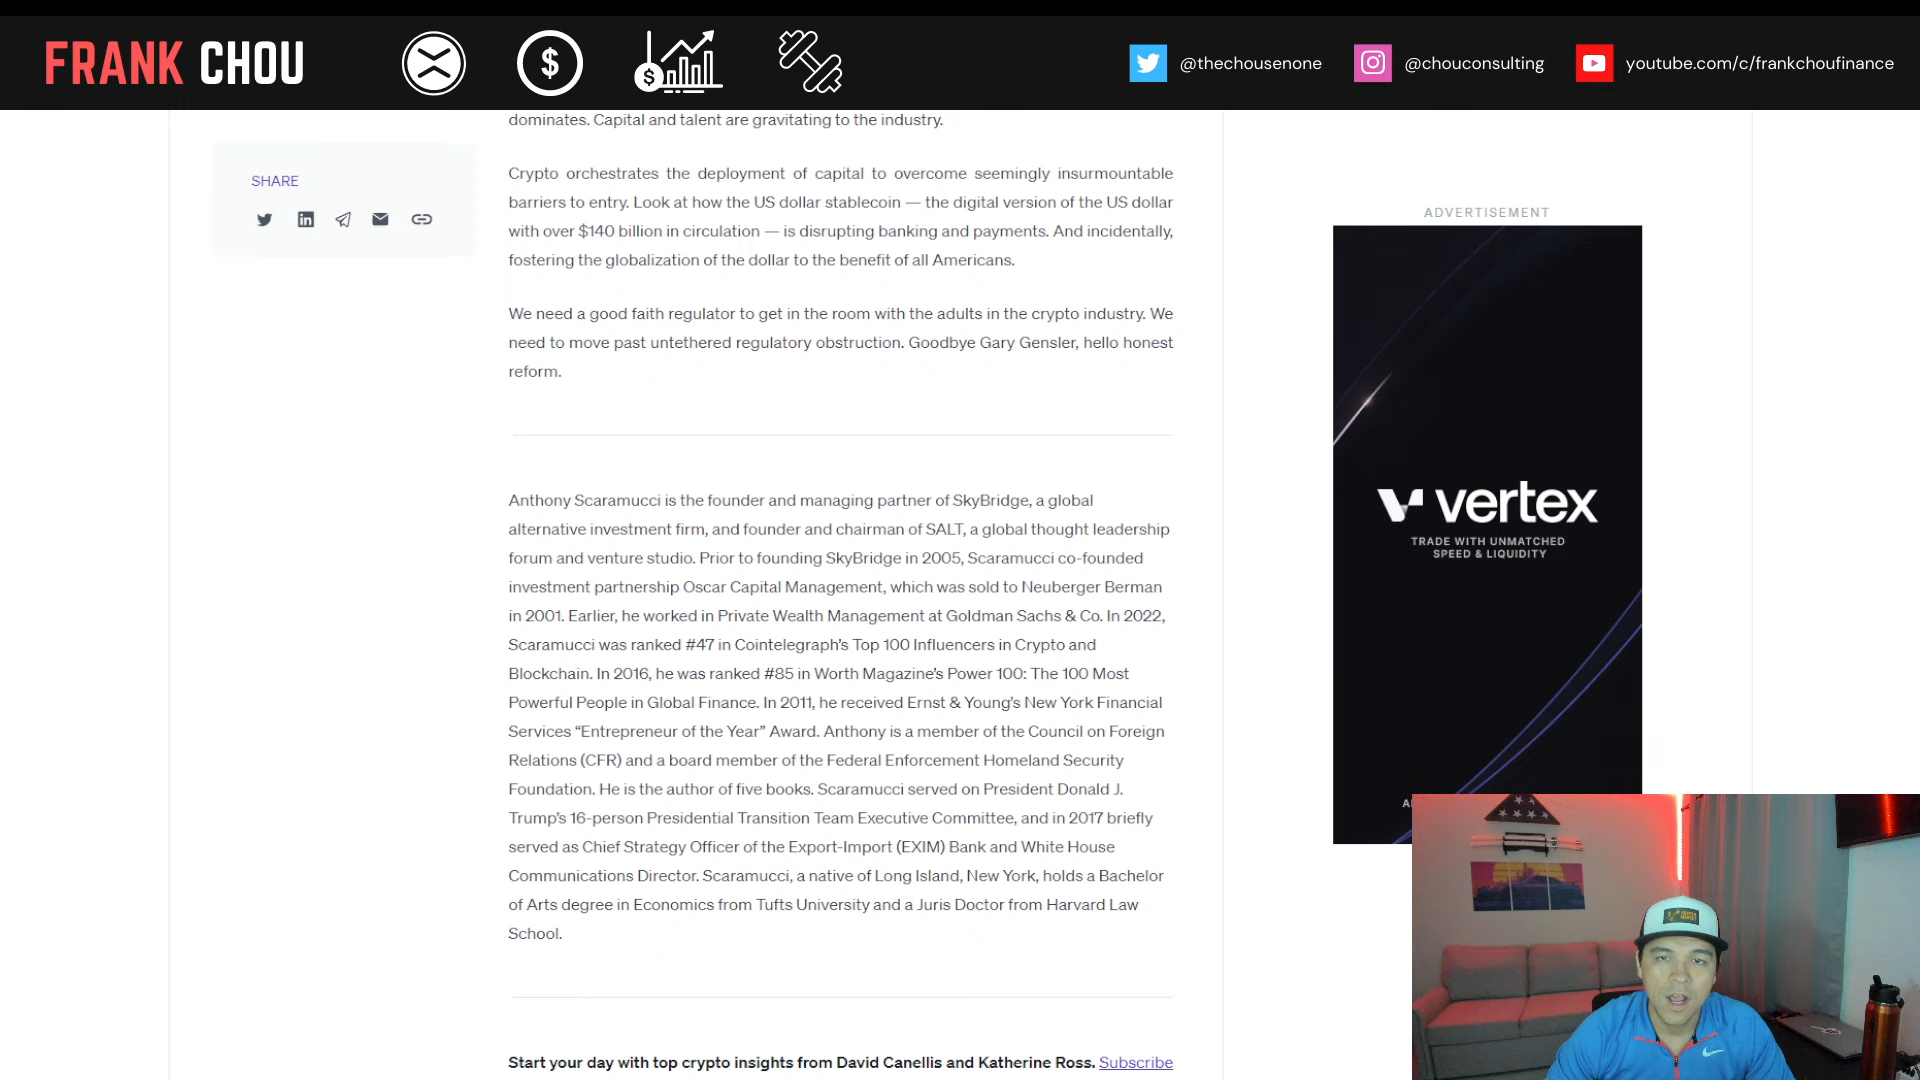 FRANK CHOU
@thechousenone
@chouconsulting
youtube.com/c/frankchoufinance
dominates. Capital and talent are gravitating to the industry.
SHARE
Crypto orchestrates the deployment of capital to overcome seemingly insurmountable
barriers to entry. Look at how the US dollar stablecoin — the digital version of the US dollar
with over $140 billion in circulation — is disrupting banking and payments. And incidentally,
fostering the globalization of the dollar to the benefit of all Americans.
We need a good faith regulator to get in the room with the adults in the crypto industry. We
need to move past untethered regulatory obstruction. Goodbye Gary Gensler, hello honest
reform.
Anthony Scaramucci is the founder and managing partner of SkyBridge, a global
alternative investment firm, and founder and chairman of SALT, a global thought leadership
forum and venture studio. Prior to founding SkyBridge in 2005, Scaramucci co-founded
investment partnership Oscar Capital Management, which was sold to Neuberger Berman
in 2001. Earlier, he worked in Private Wealth Management at Goldman Sachs & Co. In 2022,
Scaramucci was ranked #47 in Cointelegraph's Top 100 Influencers in Crypto and
Blockchain. In 2016, he was ranked #85 in Worth Magazine's Power 100: The 100 Most
Powerful People in Global Finance. In 2011, he received Ernst & Young's New York Financial
Services “Entrepreneur of the Year” Award. Anthony is a member of the Council on Foreign
Relations (CFR) and a board member of the Federal Enforcement Homeland Security
Foundation. He is the author of five books. Scaramucci served on President Donald J.
Trump's 16-person Presidential Transition Team Executive Committee, and in 2017 briefly
served as Chief Strategy Officer of the Export-Import (EXIM) Bank and White House
Communications Director. Scaramucci, a native of Long Island, New York, holds a Bachelor
of Arts degree in Economics from Tufts University and a Juris Doctor from Harvard Law
School.
Start your day with top crypto insights from David Canellis and Katherine Ross. Subscribe
ADVERTISEMENT
vertex
TRADE WITH UNMATCHED
SPEED & LIQUIDITY